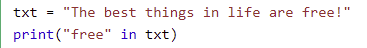 txt = "The best things in life are free!"
print("free" in txt)